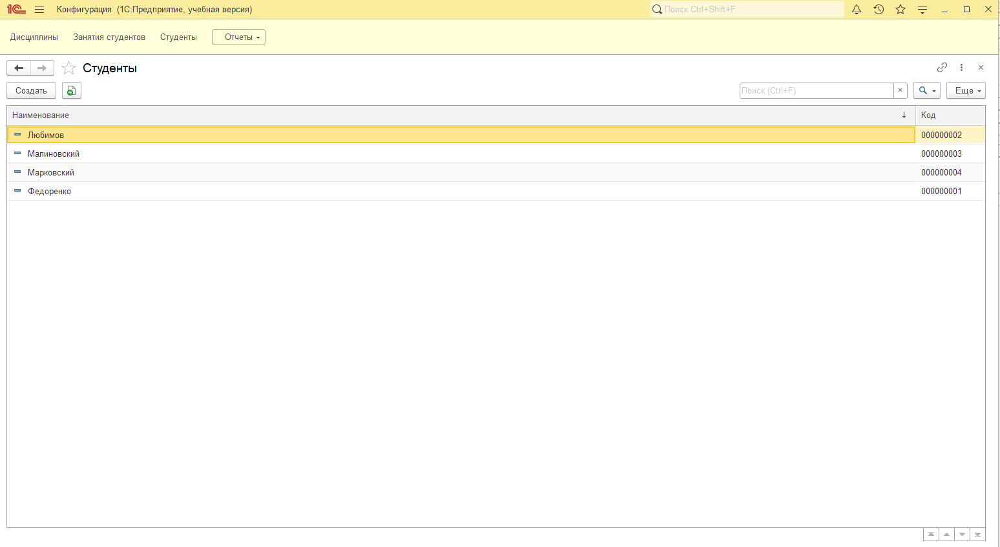 1С Конфигурация (1С:Предприятие, учебная версия) Поиск Ctrl+Shift+F
Дисциплины Занятия студентов Студенты Отчеты
Студенты
Создать Поиск (Ctrl+F) × Еще
Наименование ↓ Код
Любимов 000000002
Малиновский 000000003
Марковский 000000004
Федоренко 000000001